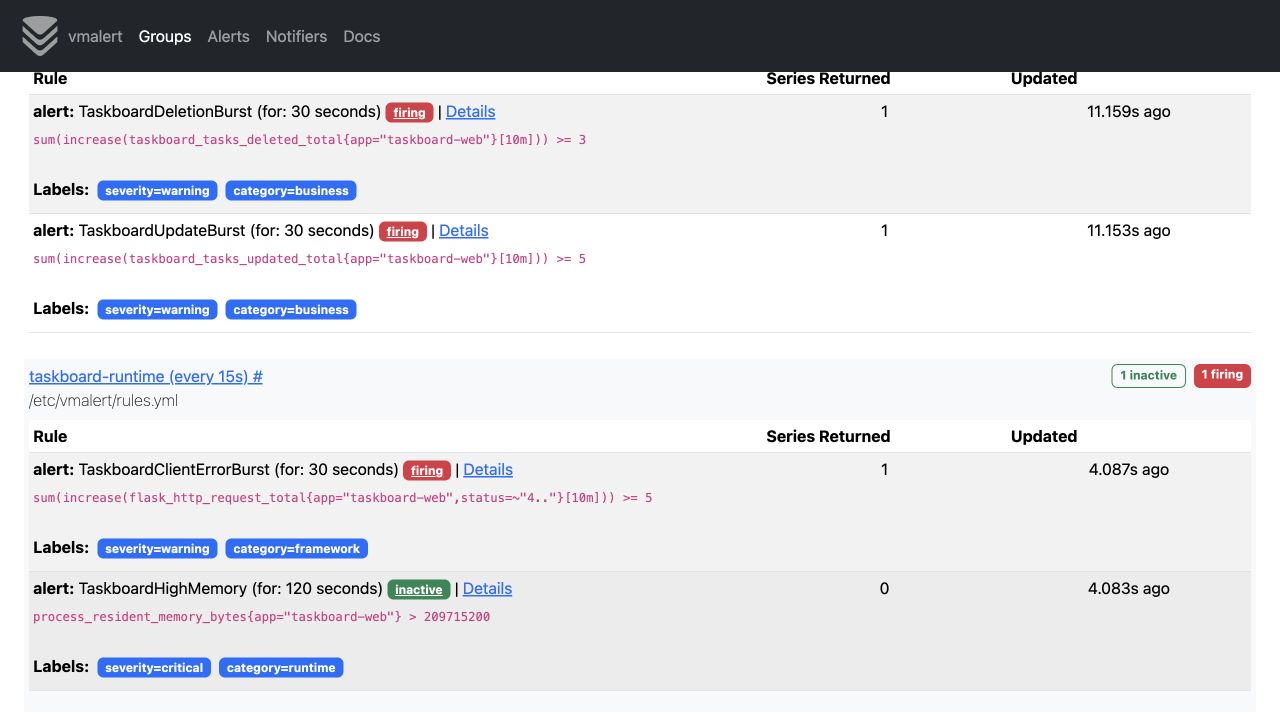 vmalert Groups Alerts Notifiers Docs
Rule Series Returned Updated
alert: TaskboardDeletionBurst (for: 30 seconds) firing | Details 1 11.159s ago
sum(increase(taskboard_tasks_deleted_total{app="taskboard-web"}[10m])) >= 3
Labels: severity=warning category=business
alert: TaskboardUpdateBurst (for: 30 seconds) firing | Details 1 11.153s ago
sum(increase(taskboard_tasks_updated_total{app="taskboard-web"}[10m])) >= 5
Labels: severity=warning category=business
taskboard-runtime (every 15s) # 1 inactive 1 firing
/etc/vmalert/rules.yml
Rule Series Returned Updated
alert: TaskboardClientErrorBurst (for: 30 seconds) firing | Details 1 4.087s ago
sum(increase(flask_http_request_total{app="taskboard-web",status=~"4.."}[10m])) >= 5
Labels: severity=warning category=framework
alert: TaskboardHighMemory (for: 120 seconds) inactive | Details 0 4.083s ago
process_resident_memory_bytes{app="taskboard-web"} > 209715200
Labels: severity=critical category=runtime